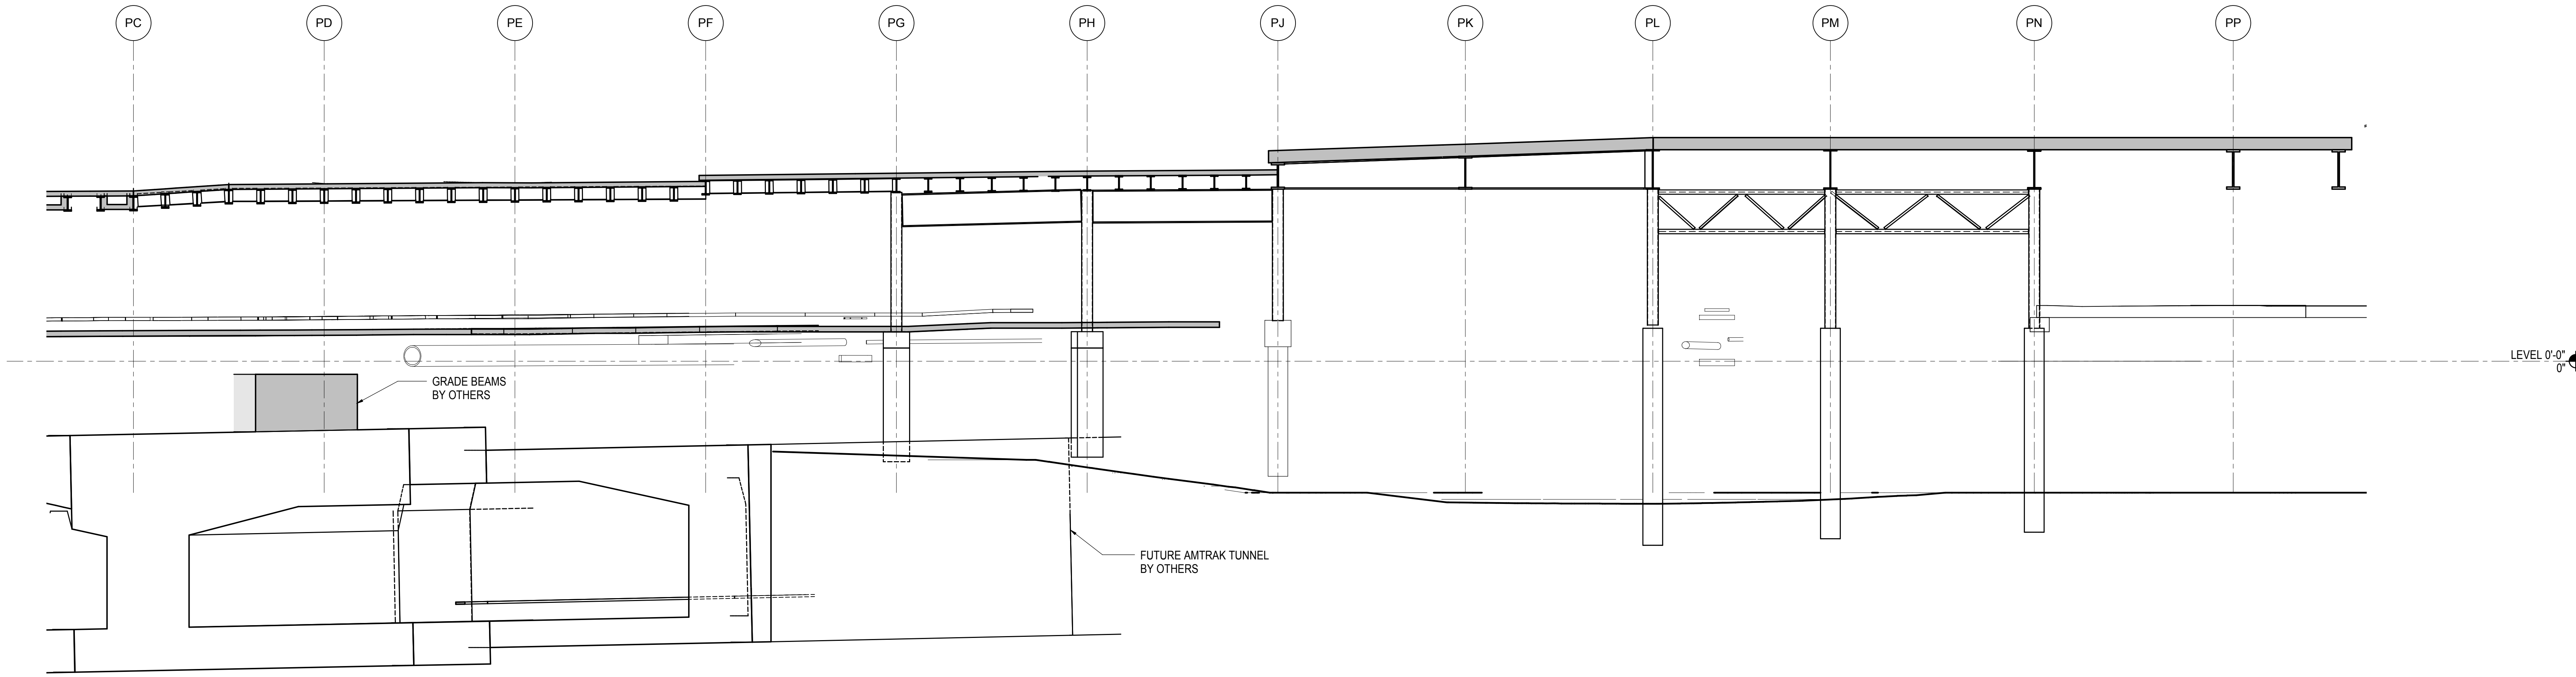 PC
PD
PE
PF
PG
PH
PJ
PK
PL
PM
PN
PP
LEVEL 0'-0"
0"
GRADE BEAMS
BY OTHERS
FUTURE AMTRAK TUNNEL
BY OTHERS